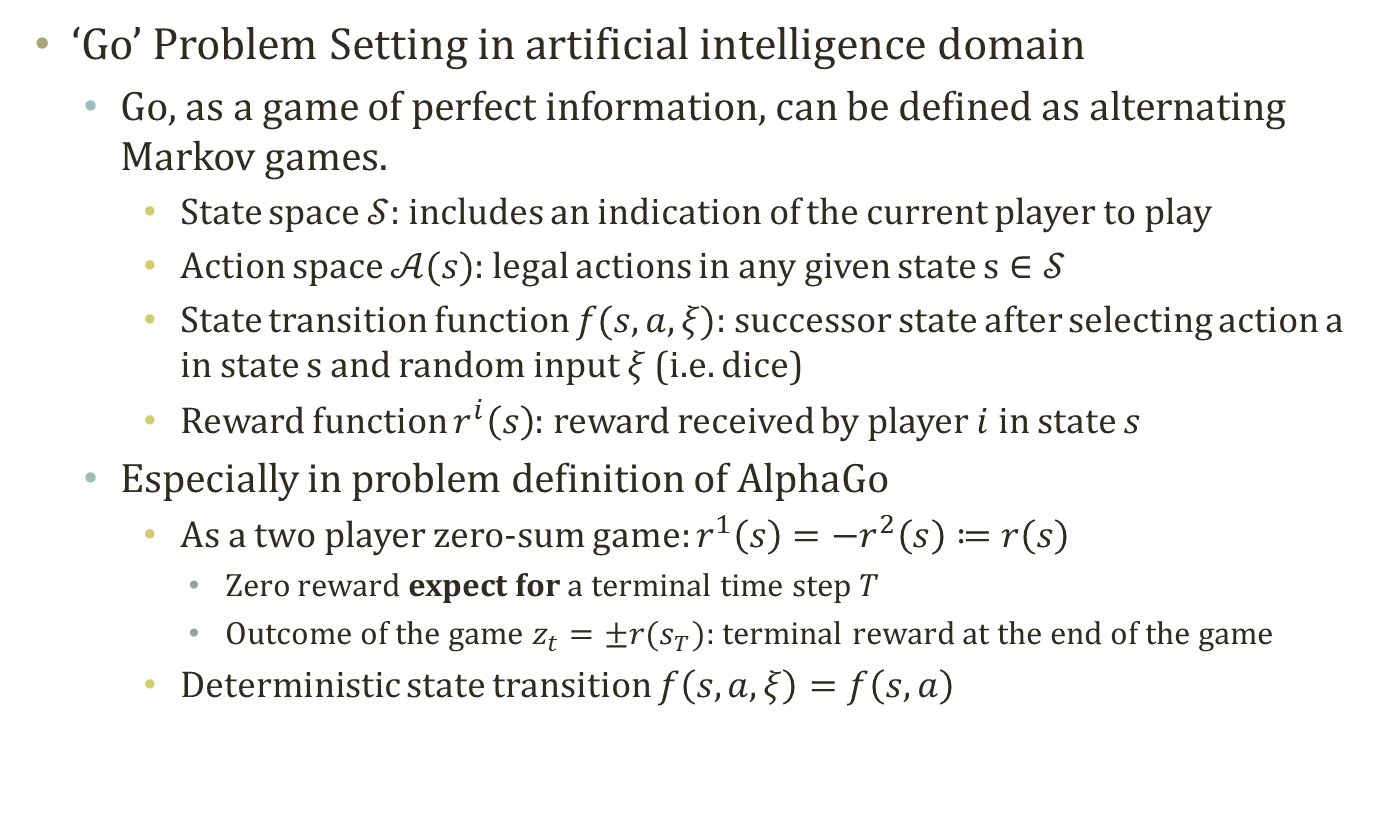 • ‘Go’ Problem Setting in artificial intelligence domain
• Go, as a game of perfect information, can be defined as alternating
Markov games.
• State space 𝒮: includes an indication of the current player to play
• Action space 𝒜(s): legal actions in any given state s ∈ 𝒮
• State transition function f(s, a, ξ): successor state after selecting action a
in state s and random input ξ (i.e. dice)
• Reward function rⁱ(s): reward received by player i in state s
• Especially in problem definition of AlphaGo
• As a two player zero-sum game: r¹(s) = −r²(s) ≔ r(s)
• Zero reward expect for a terminal time step T
• Outcome of the game zₜ = ±r(s_T): terminal reward at the end of the game
• Deterministic state transition f(s, a, ξ) = f(s, a)